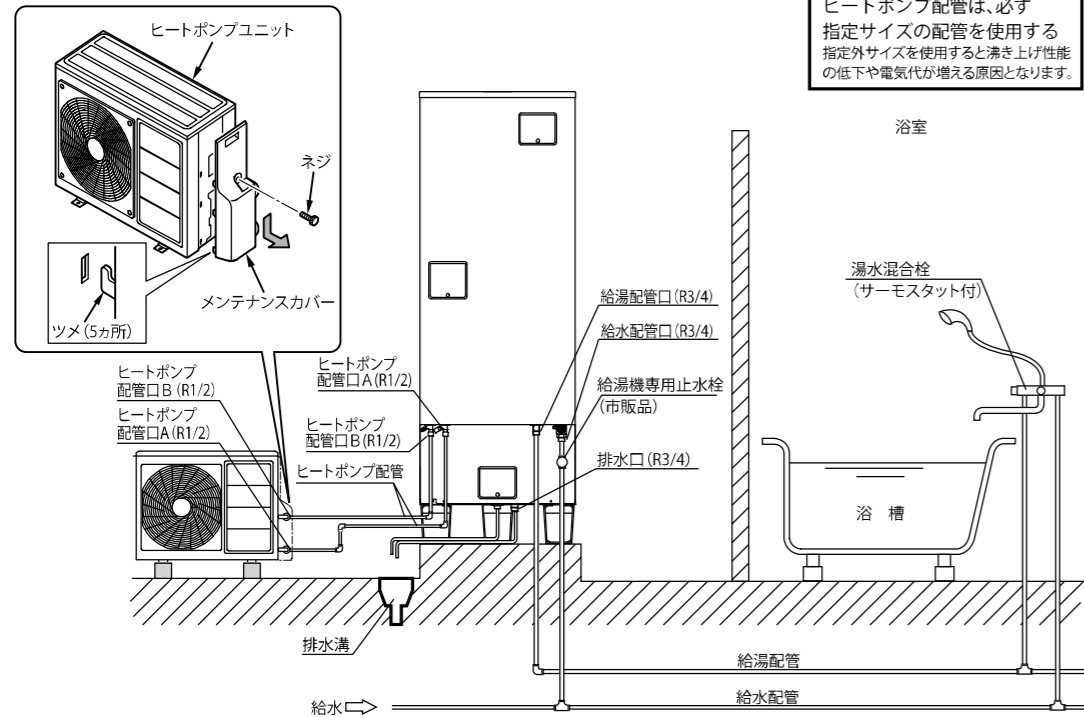 ヒートポンプ配管は、必ず
指定サイズの配管を使用する
指定外サイズを使用すると沸き上げ性能
の低下や電気代が増える原因となります。
ヒートポンプユニット
ネジ
メンテナンスカバー
ツメ(5ヵ所)
浴室
湯水混合栓
(サーモスタット付)
給湯配管口(R3/4)
給水配管口(R3/4)
給湯機専用止水栓
(市販品)
排水口(R3/4)
ヒートポンプ
配管口A(R1/2)
ヒートポンプ
配管口B(R1/2)
ヒートポンプ
配管口B(R1/2)
ヒートポンプ
配管口A(R1/2)
ヒートポンプ配管
浴 槽
排水溝
給湯配管
給水配管
給水